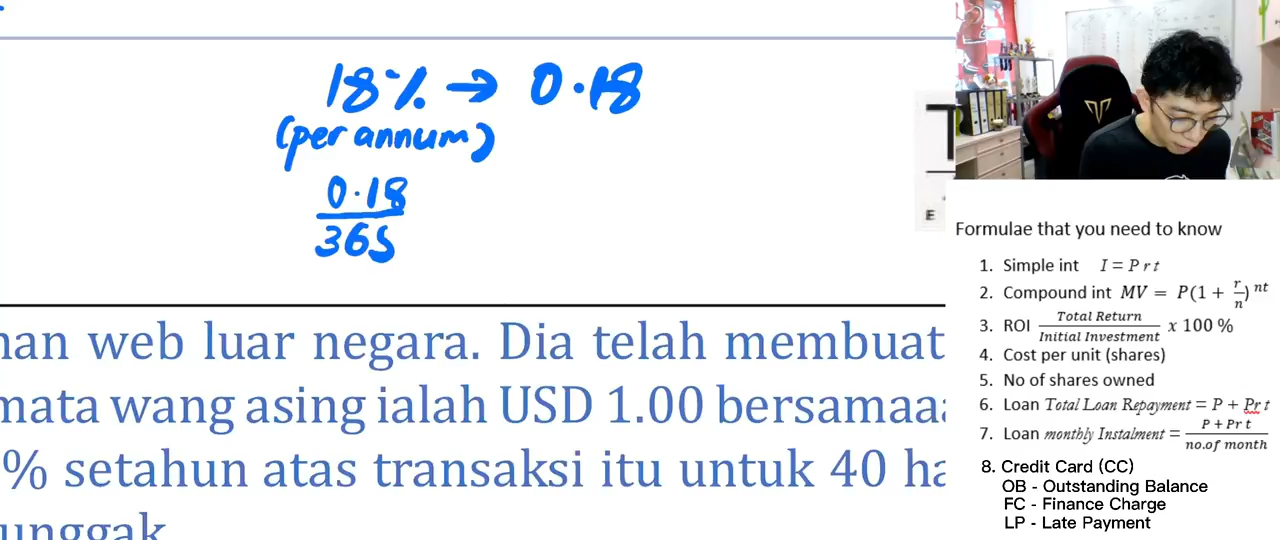 18% → 0.18
(per annum)
0.18
365
web luar negara. Dia telah membuat
mata wang asing ialah USD 1.00
% setahun atas transaksi itu untuk 40
E
Formulae that you need to know
1. Simple int I = P r t
2. Compound int MV = P(1 + r/n)^nt
3. ROI Total Return / Initial Investment x 100 %
4. Cost per unit (shares)
5. No of shares owned
6. Loan Total Loan Repayment = P + Pr t
7. Loan monthly Instalment = P + Pr t / no.of month
8. Credit Card (CC)
OB - Outstanding Balance
FC - Finance Charge
LP - Late Payment